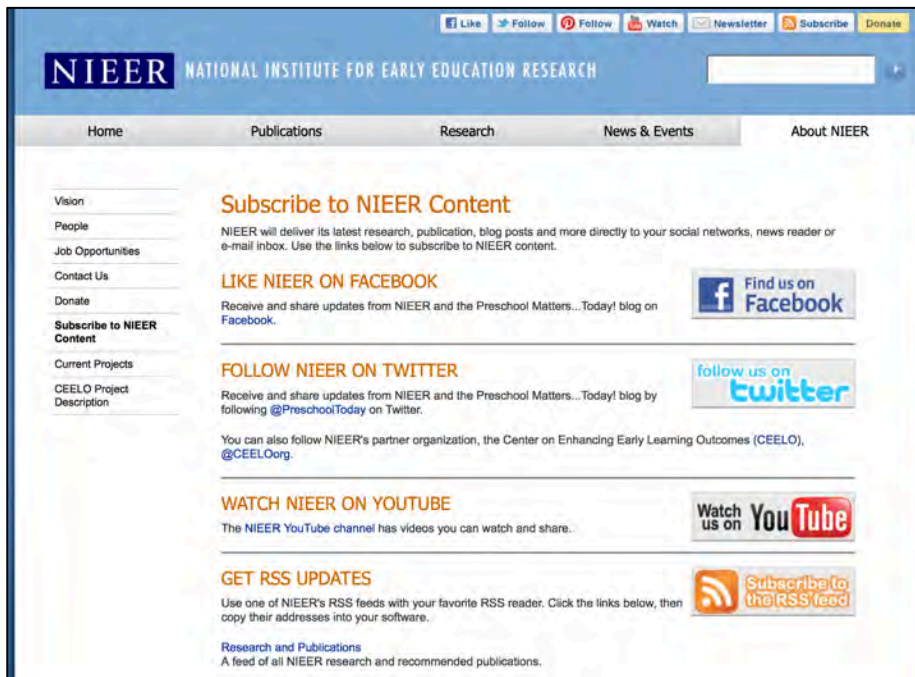 Like Follow Follow Watch Newsletter Subscribe Donate
NIEER NATIONAL INSTITUTE FOR EARLY EDUCATION RESEARCH
Home Publications Research News & Events About NIEER
Vision
People
Job Opportunities
Contact Us
Donate
Subscribe to NIEER
Content
Current Projects
CEELO Project
Description
Subscribe to NIEER Content
NIEER will deliver its latest research, publication, blog posts and more directly to your social networks, news reader or
e-mail inbox. Use the links below to subscribe to NIEER content.
LIKE NIEER ON FACEBOOK
Receive and share updates from NIEER and the Preschool Matters...Today! blog on
Facebook.
Find us on
Facebook
FOLLOW NIEER ON TWITTER
Receive and share updates from NIEER and the Preschool Matters...Today! blog by
following @PreschoolToday on Twitter.
follow us on
twitter
You can also follow NIEER's partner organization, the Center on Enhancing Early Learning Outcomes (CEELO),
@CEELOorg.
WATCH NIEER ON YOUTUBE
The NIEER YouTube channel has videos you can watch and share.
Watch
us on YouTube
GET RSS UPDATES
Use one of NIEER's RSS feeds with your favorite RSS reader. Click the links below, then
copy their addresses into your software.
Subscribe to
the RSS feed
Research and Publications
A feed of all NIEER research and recommended publications.